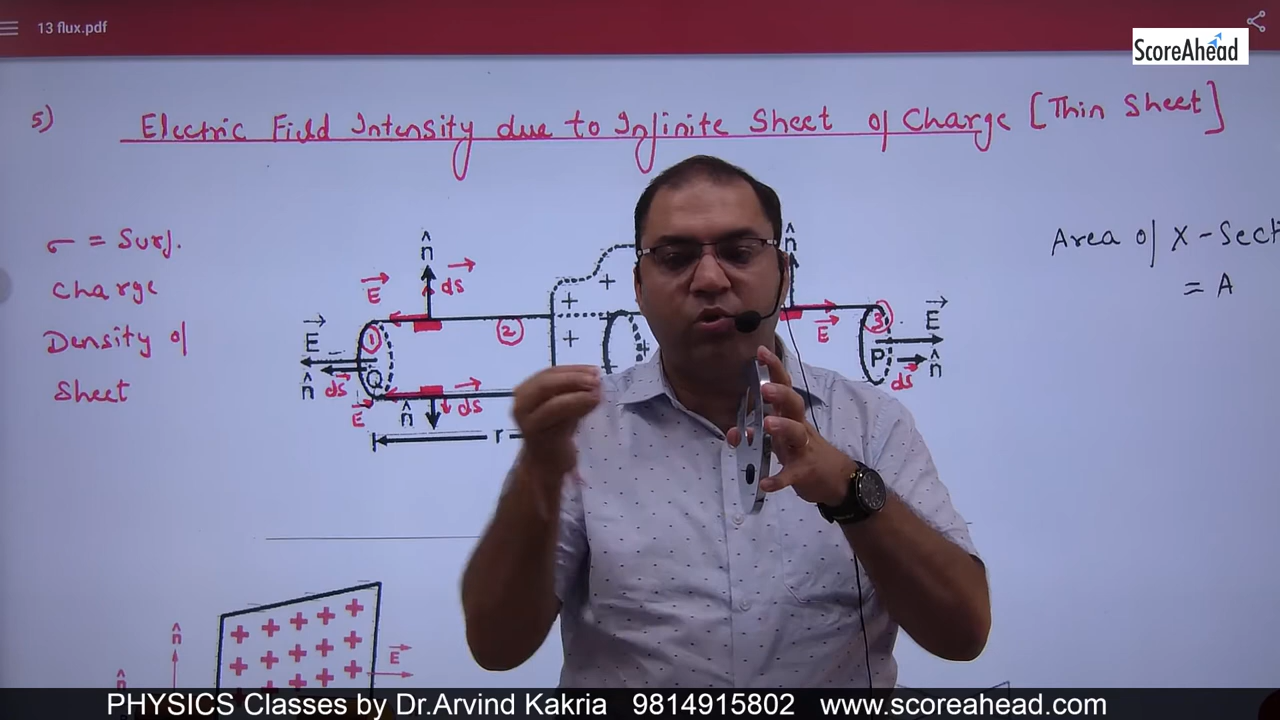 13 flux.pdf
ScoreAhead
5)
Electric Field Intensity due to Infinite Sheet of Charge [Thin Sheet]
σ = Surf.
Charge
Density of
Sheet
Area of X-Secti
= A
n̂
ds
E
E
n̂
ds
1
Q
2
E
n̂
ds
r
n̂
E
3
P
E
n̂
ds
n̂
E
n̂
PHYSICS Classes by Dr.Arvind Kakria 9814915802 www.scoreahead.com